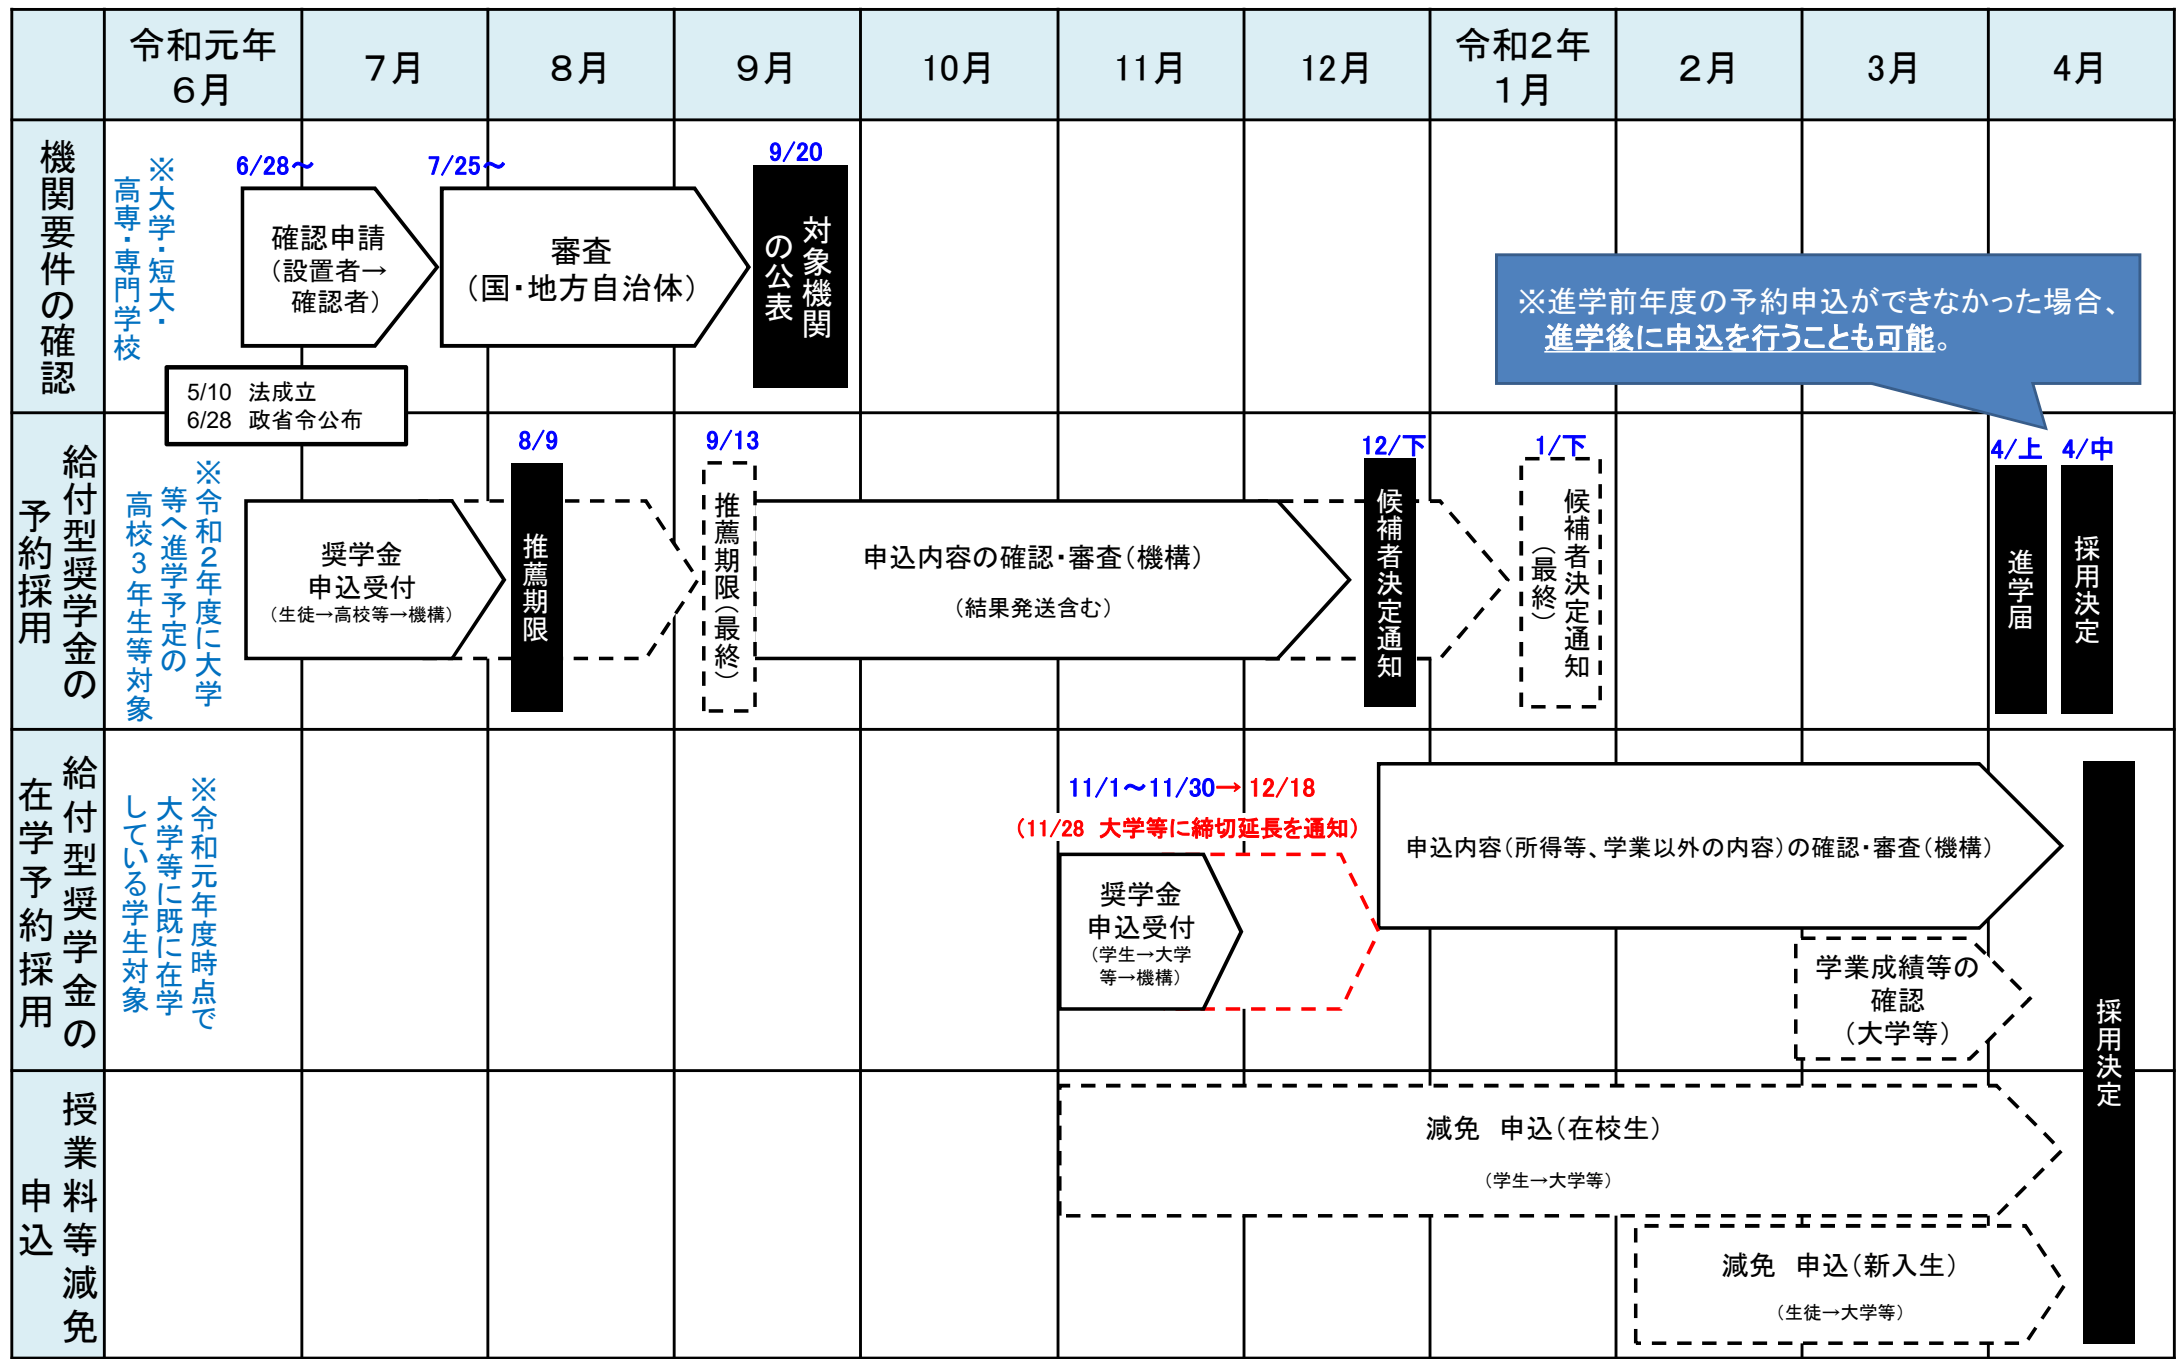 令和元年
６月
７月
８月
９月
10月
11月
12月
令和２年
１月
２月
３月
４月
機関要件の確認
※大学・短大・
高専・専門学校
6/28～
確認申請
（設置者→
確認者）
7/25～
審査
（国・地方自治体）
9/20
対象機関
の公表
※進学前年度の予約申込ができなかった場合、
進学後に申込を行うことも可能。
5/10　法成立
6/28　政省令公布
給付型奨学金の
予約採用
※令和２年度に大学
等へ進学予定の
高校３年生等対象
奨学金
申込受付
（生徒→高校等→機構）
8/9
推薦期限
9/13
推薦期限（最終）
申込内容の確認・審査（機構）
（結果発送含む）
12/下
候補者決定通知
1/下
候補者決定通知
（最終）
4/上
進学届
4/中
採用決定
給付型奨学金の
在学予約採用
※令和元年度時点で
大学等に既に在学
している学生対象
11/1～11/30→12/18
（11/28　大学等に締切延長を通知）
奨学金
申込受付
（学生→大学
等→機構）
申込内容（所得等、学業以外の内容）の確認・審査（機構）
学業成績等の
確認
（大学等）
採用決定
授業料等減免
申込
減免　申込（在校生）
（学生→大学等）
減免　申込（新入生）
（生徒→大学等）